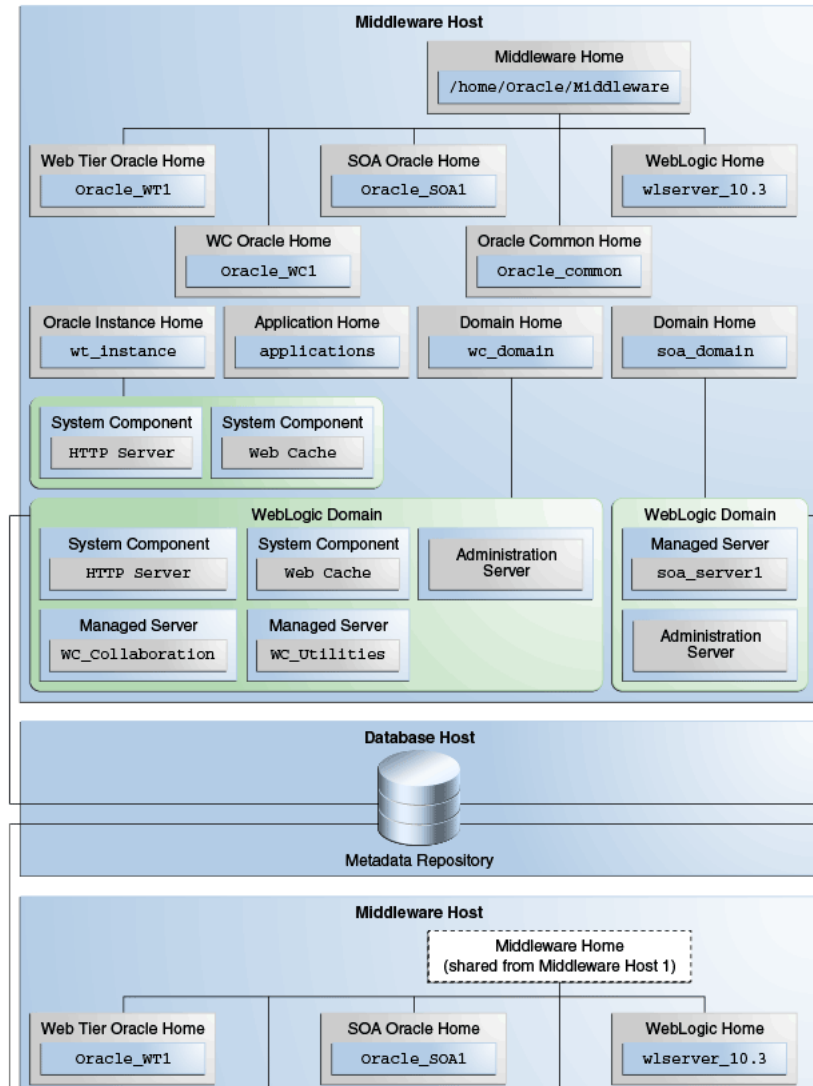 Middleware Host
Middleware Home
/home/Oracle/Middleware
Web Tier Oracle Home
Oracle_WT1
SOA Oracle Home
Oracle_SOA1
WebLogic Home
wlserver_10.3
WC Oracle Home
Oracle_WC1
Oracle Common Home
Oracle_common
Oracle Instance Home
wt_instance
Application Home
applications
Domain Home
wc_domain
Domain Home
soa_domain
System Component
HTTP Server
System Component
Web Cache
WebLogic Domain
System Component
HTTP Server
System Component
Web Cache
Administration
Server
Managed Server
WC_Collaboration
Managed Server
WC_Utilities
WebLogic Domain
Managed Server
soa_server1
Administration
Server
Database Host
Metadata Repository
Middleware Host
Middleware Home
(shared from Middleware Host 1)
Web Tier Oracle Home
Oracle_WT1
SOA Oracle Home
Oracle_SOA1
WebLogic Home
wlserver_10.3